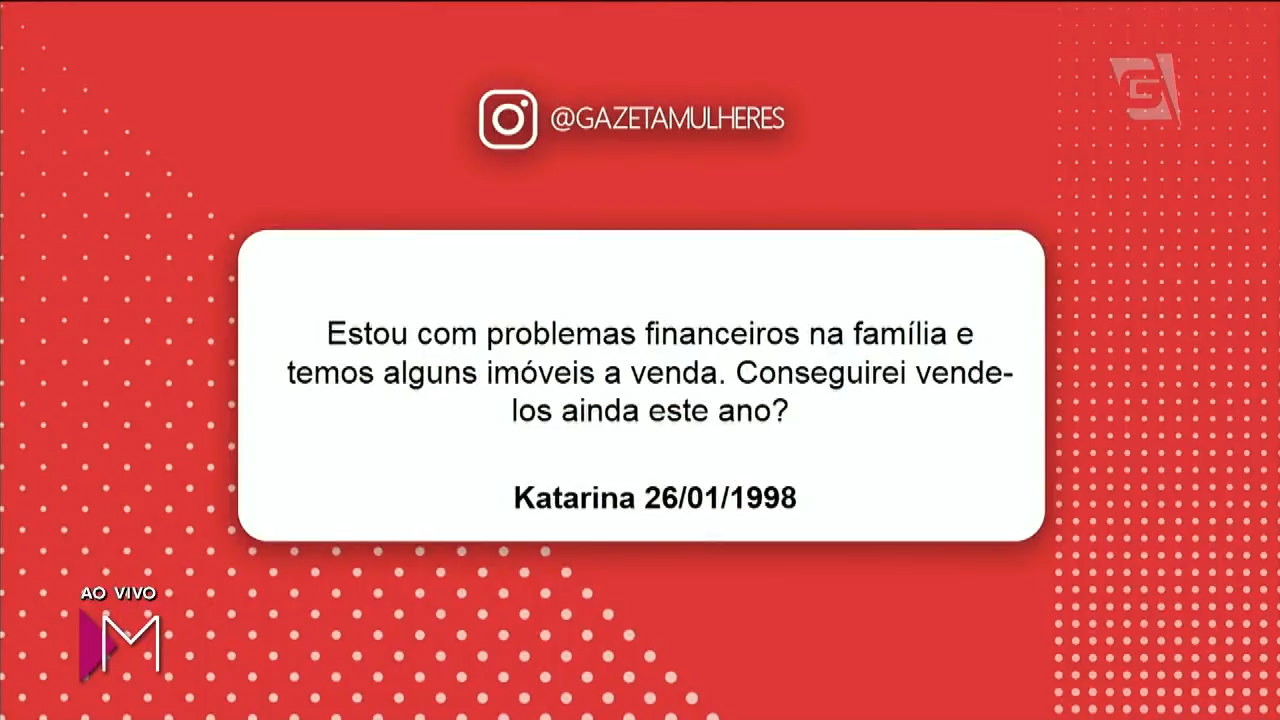 @GAZETAMULHERES
G
Estou com problemas financeiros na família e
temos alguns imóveis a venda. Conseguirei vende-
los ainda este ano?
Katarina 26/01/1998
AO VIVO
M